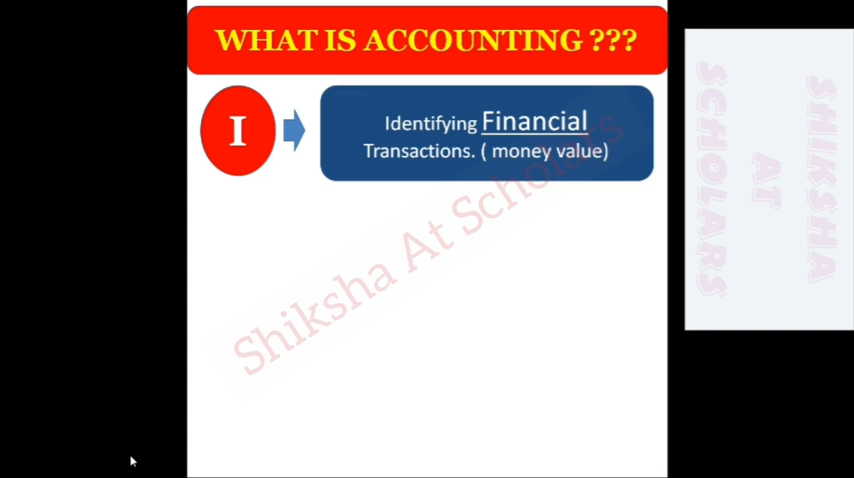 WHAT IS ACCOUNTING ???
I
Identifying Financial
Transactions. ( money value)
Shiksha At Scholars
SHIKSHA
AT
SCHOLARS